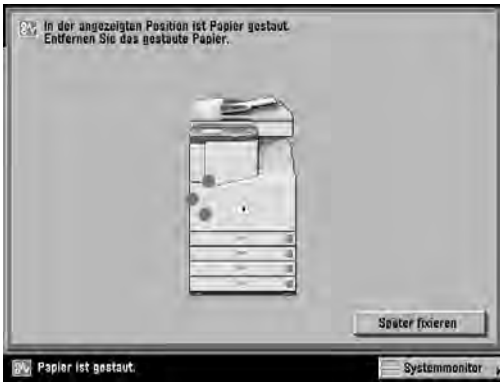 In der angezeigten Position ist Papier gestaut.
Entfernen Sie das gestaute Papier.
Später fixieren
Papier ist gestaut.
Systemmonitor